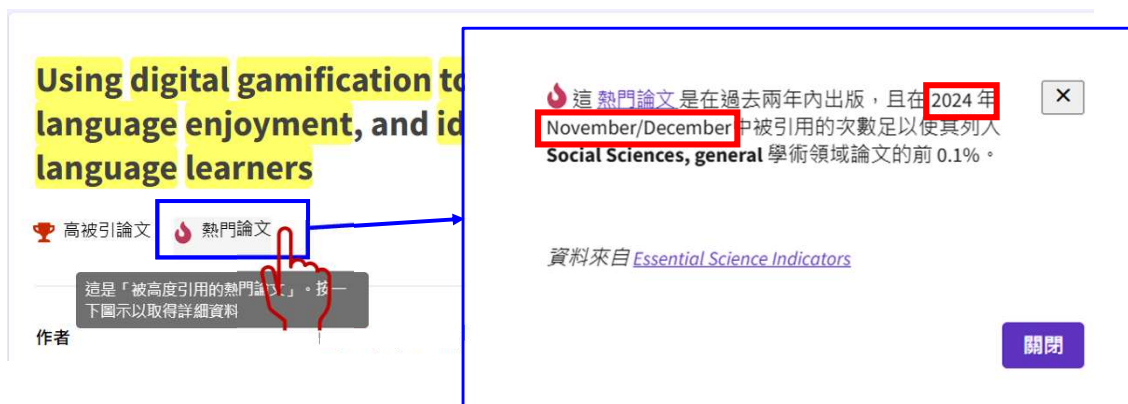 Using digital gamification to
language enjoyment, and id
language learners
高被引論文 熱門論文
這是「被高度引用的熱門論文」。按一
下圖示以取得詳細資料
作者
這 熱門論文 是在過去兩年內出版,且在 2024 年
November/December 中被引用的次數足以使其列入
Social Sciences, general 學術領域論文的前 0.1%。
資料來自 Essential Science Indicators
關閉